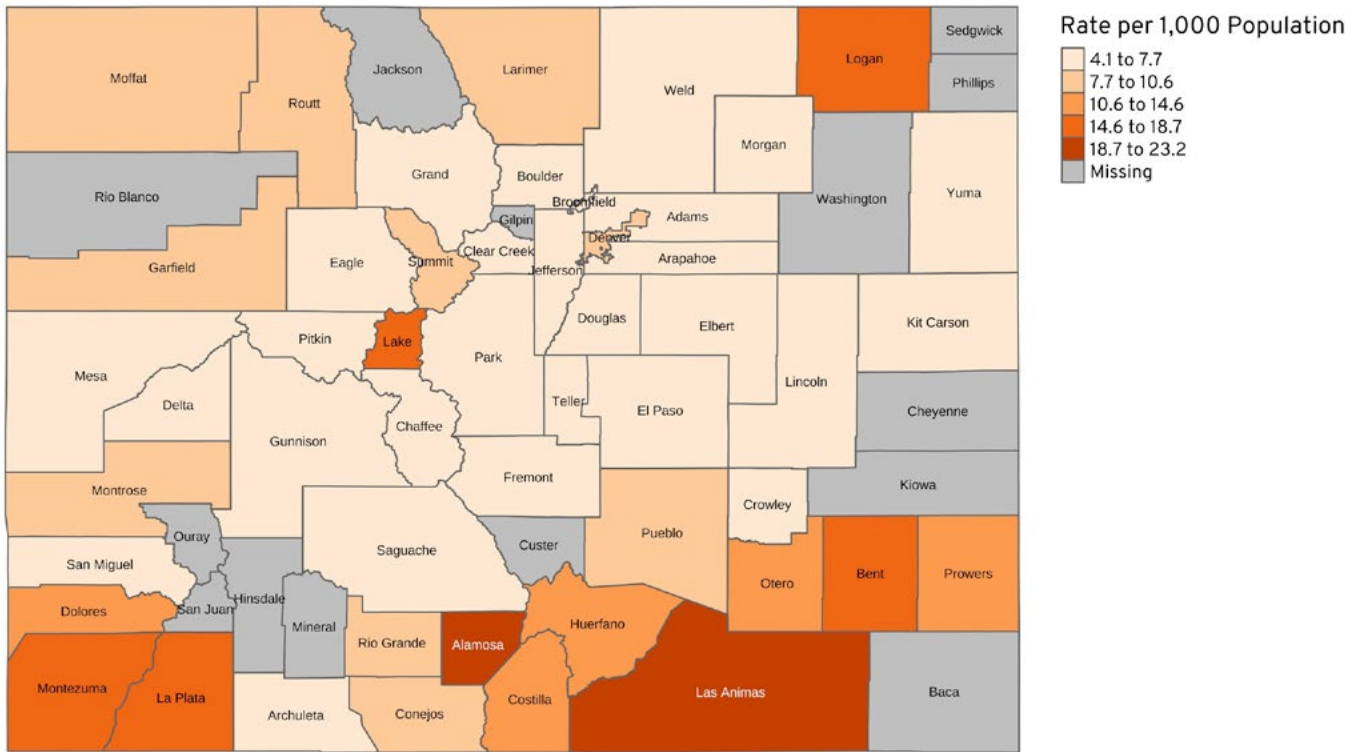 Rate per 1,000 Population
4.1 to 7.7
7.7 to 10.6
10.6 to 14.6
14.6 to 18.7
18.7 to 23.2
Missing
Sedgwick
Logan
Jackson
Larimer
Moffat
Phillips
Weld
Routt
Morgan
Grand
Boulder
Yuma
Rio Blanco
Washington
Broomfield
Gilpin
Adams
Denver
Clear Creek
Arapahoe
Eagle
Summit
Garfield
Jefferson
Douglas
Kit Carson
Elbert
Pitkin
Lake
Park
Mesa
Lincoln
Teller
Delta
El Paso
Cheyenne
Chaffee
Gunnison
Fremont
Kiowa
Montrose
Crowley
Pueblo
Ouray
Custer
Saguache
San Miguel
Bent
Prowers
Otero
Hinsdale
Dolores
San Juan
Huerfano
Mineral
Rio Grande
Alamosa
Montezuma
La Plata
Las Animas
Baca
Costilla
Archuleta
Conejos